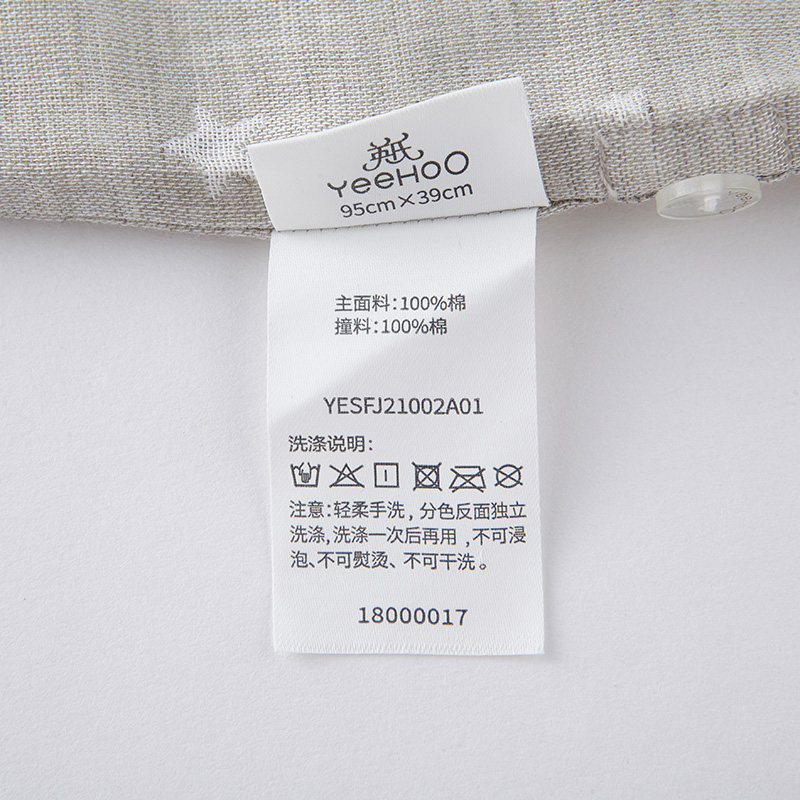 英氏
YeeHOO
95cm×39cm
主面料:100%棉
撞料:100%棉
YESFJ21002A01
洗涤说明:
注意:轻柔手洗,分色反面独立
洗涤,洗涤一次后再用,不可浸
泡、不可熨烫、不可干洗。
18000017